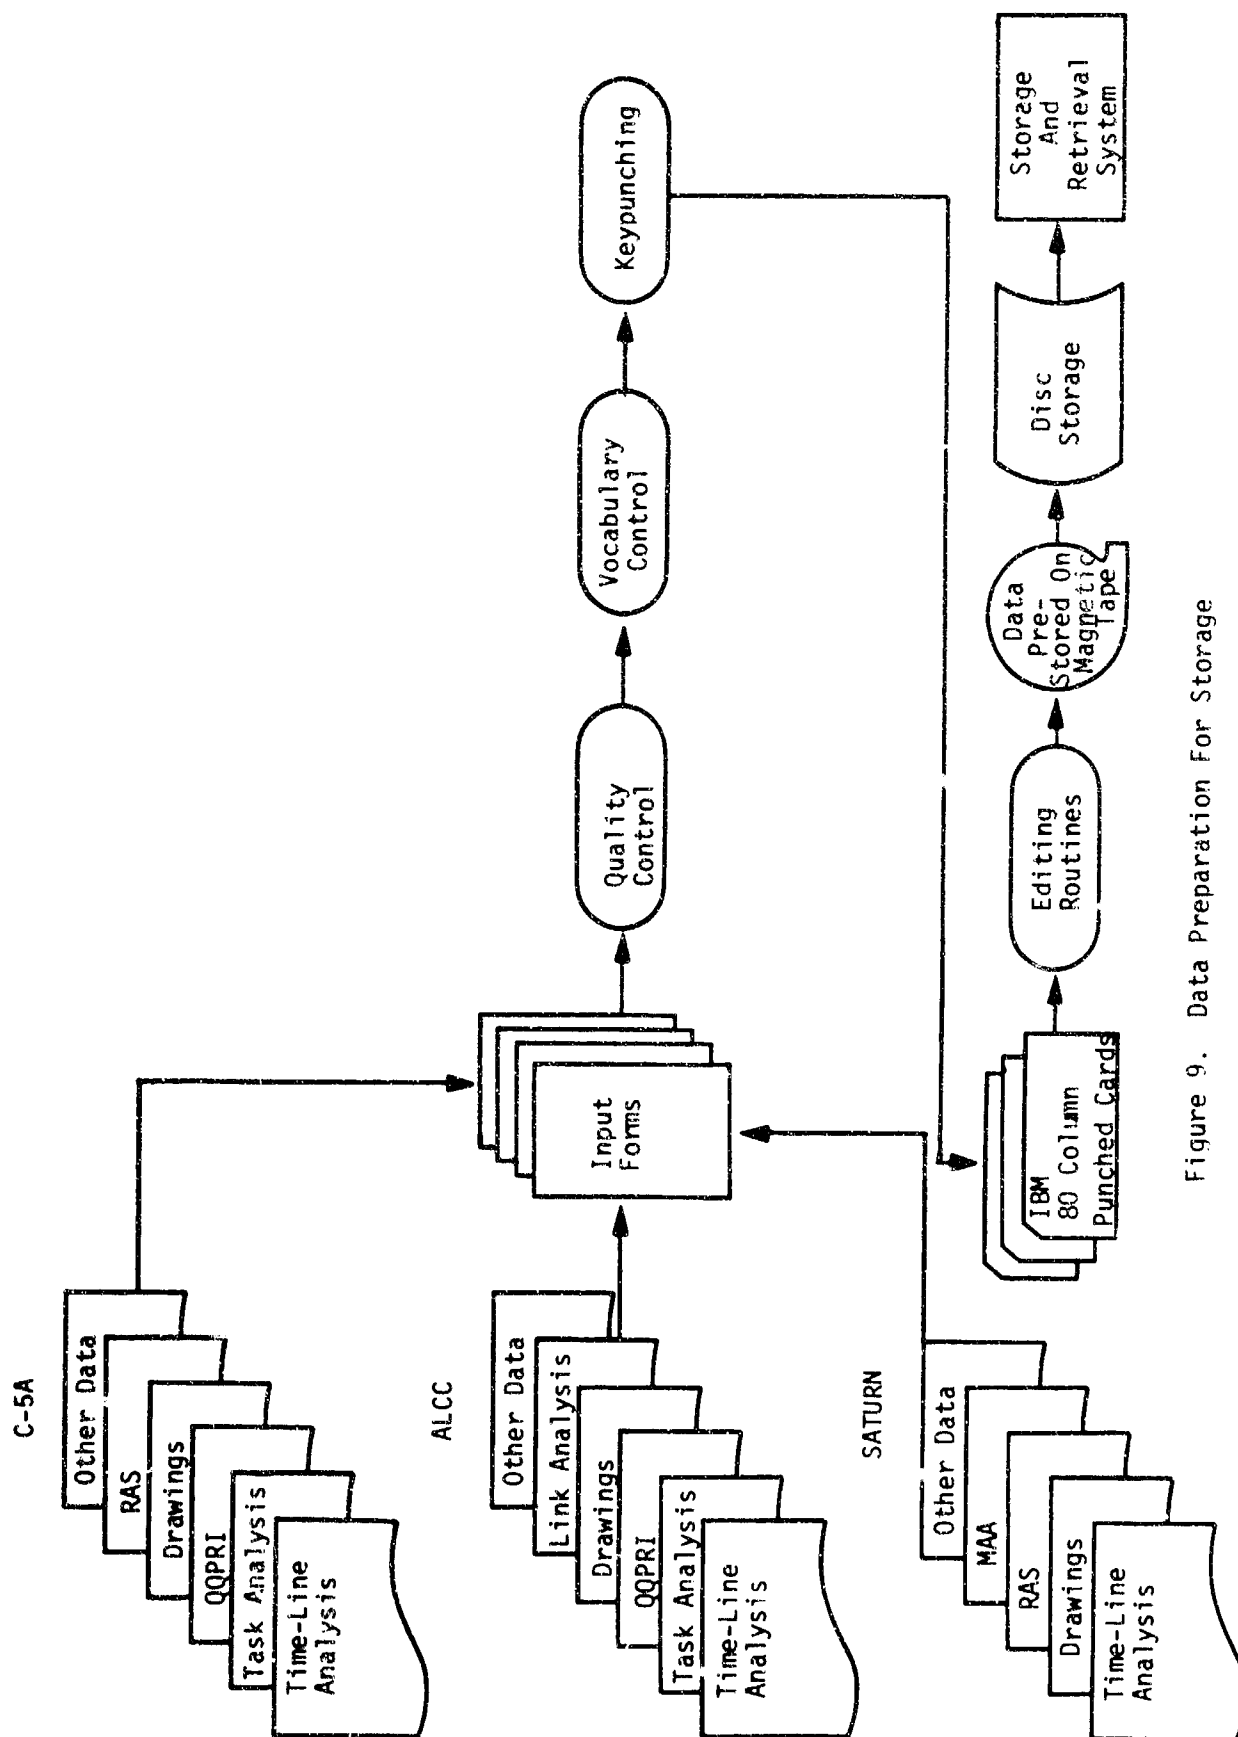 C-5A
Other Data
RAS
Drawings
QQPRI
Task Analysis
Time-Line
Analysis
ALCC
Other Data
Link Analysis
Drawings
QQPRI
Task Analysis
Time-Line
Analysis
SATURN
Other Data
MAA
RAS
Drawings
Time-Line
Analysis
Input
Forms
Quality
Control
Vocabulary
Control
Keypunching
IBM
80 Column
Punched Cards
Editing
Routines
Data
Pre-
Stored On
Magnetic
Tape
Disc
Storage
Storage
And
Retrieval
System
Figure 9. Data Preparation For Storage